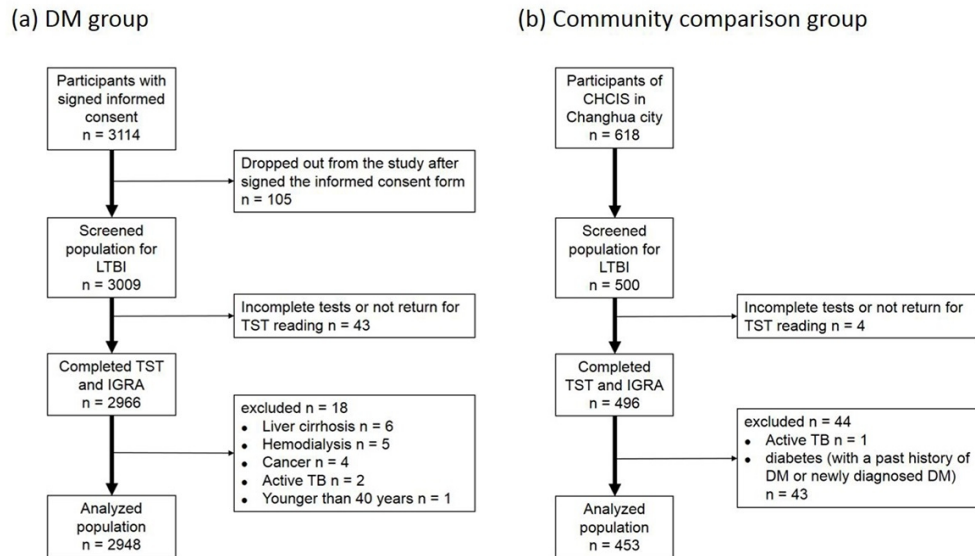 (a) DM group
Participants with
signed informed
consent
n = 3114
Dropped out from the study after
signed the informed consent form
n = 105
Screened
population for
LTBI
n = 3009
Incomplete tests or not return for
TST reading n = 43
Completed TST
and IGRA
n = 2966
excluded n = 18
• Liver cirrhosis n = 6
• Hemodialysis n = 5
• Cancer n = 4
• Active TB n = 2
• Younger than 40 years n = 1
Analyzed
population
n = 2948
(b) Community comparison group
Participants of
CHCIS in
Changhua city
n = 618
Screened
population for
LTBI
n = 500
Incomplete tests or not return for
TST reading n = 4
Completed
TST and IGRA
n = 496
excluded n = 44
• Active TB n = 1
• diabetes (with a past history of
DM or newly diagnosed DM)
n = 43
Analyzed
population
n = 453